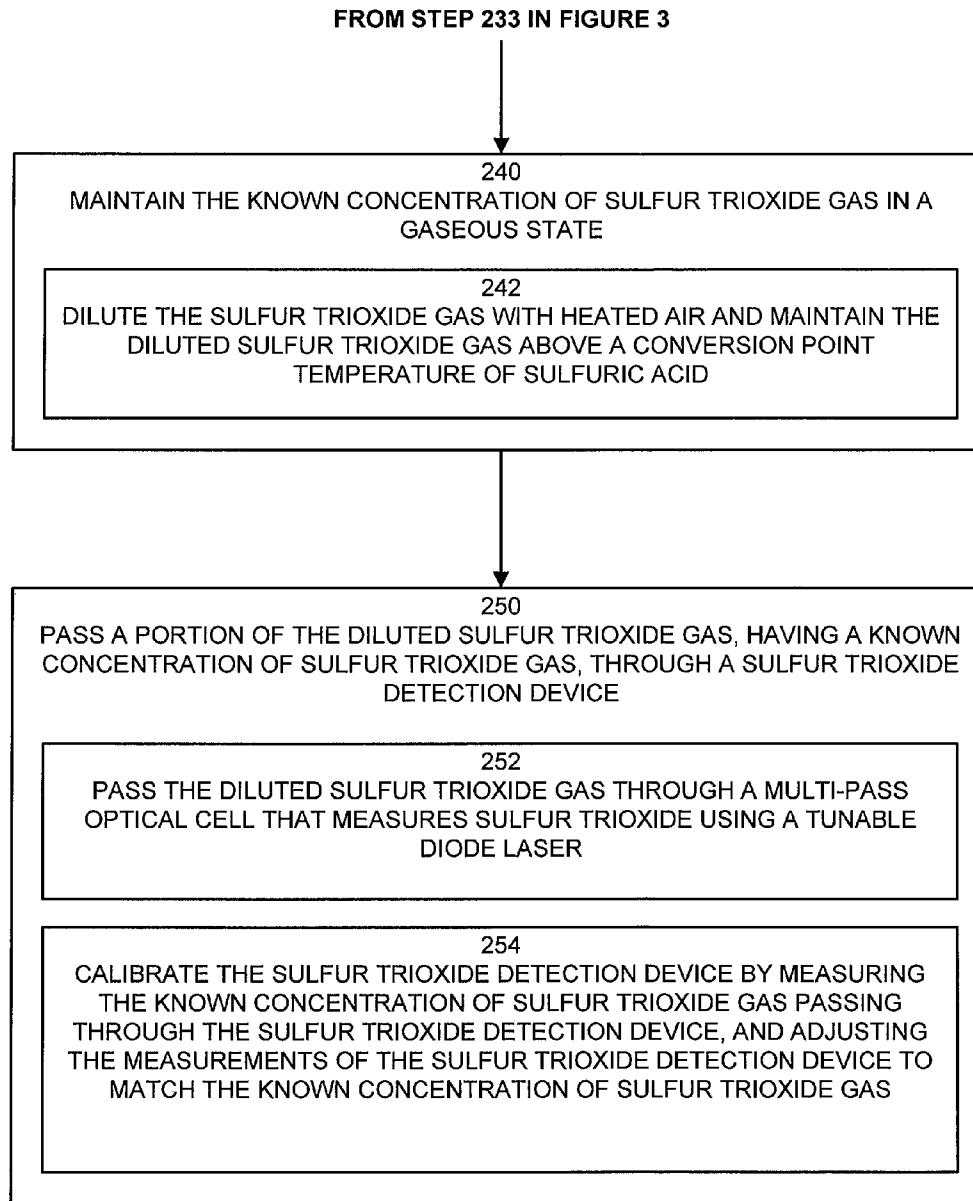 FROM STEP 233 IN FIGURE 3
240
MAINTAIN THE KNOWN CONCENTRATION OF SULFUR TRIOXIDE GAS IN A
GASEOUS STATE
242
DILUTE THE SULFUR TRIOXIDE GAS WITH HEATED AIR AND MAINTAIN THE
DILUTED SULFUR TRIOXIDE GAS ABOVE A CONVERSION POINT
TEMPERATURE OF SULFURIC ACID
250
PASS A PORTION OF THE DILUTED SULFUR TRIOXIDE GAS, HAVING A KNOWN
CONCENTRATION OF SULFUR TRIOXIDE GAS, THROUGH A SULFUR TRIOXIDE
DETECTION DEVICE
252
PASS THE DILUTED SULFUR TRIOXIDE GAS THROUGH A MULTI-PASS
OPTICAL CELL THAT MEASURES SULFUR TRIOXIDE USING A TUNABLE
DIODE LASER
254
CALIBRATE THE SULFUR TRIOXIDE DETECTION DEVICE BY MEASURING
THE KNOWN CONCENTRATION OF SULFUR TRIOXIDE GAS PASSING
THROUGH THE SULFUR TRIOXIDE DETECTION DEVICE, AND ADJUSTING
THE MEASUREMENTS OF THE SULFUR TRIOXIDE DETECTION DEVICE TO
MATCH THE KNOWN CONCENTRATION OF SULFUR TRIOXIDE GAS